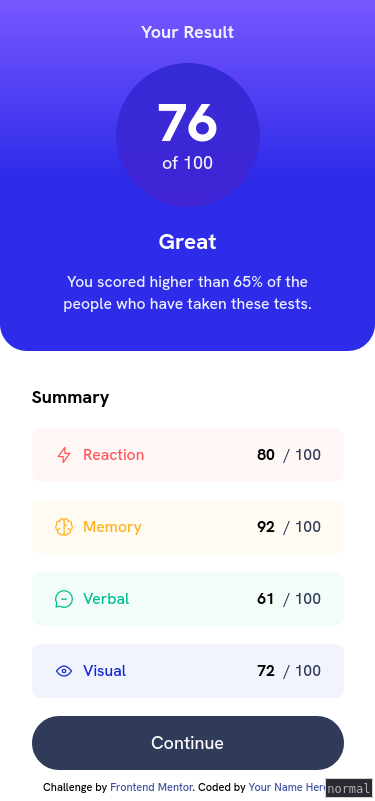 Your Result
76
of 100
Great
You scored higher than 65% of the
people who have taken these tests.
Summary
Reaction 80 / 100
Memory 92 / 100
Verbal 61 / 100
Visual 72 / 100
Continue
Challenge by Frontend Mentor. Coded by Your Name
normal